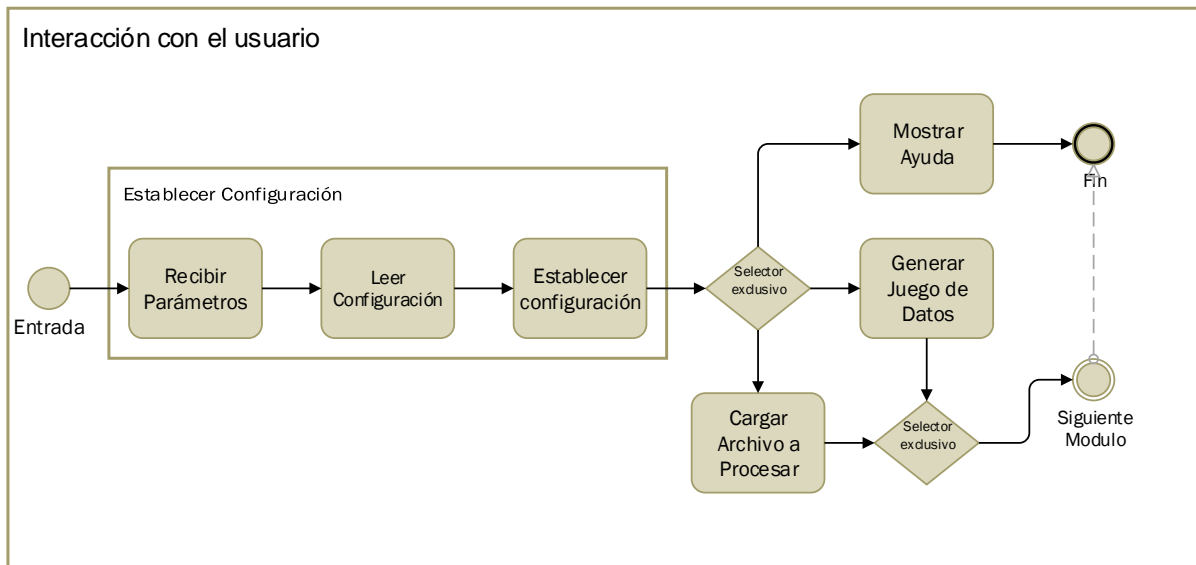 Interacción con el usuario
Establecer Configuración
Entrada
Recibir
Parámetros
Leer
Configuración
Establecer
configuración
Selector
exclusivo
Mostrar
Ayuda
Fin
Generar
Juego de
Datos
Cargar
Archivo a
Procesar
Selector
exclusivo
Siguiente
Modulo